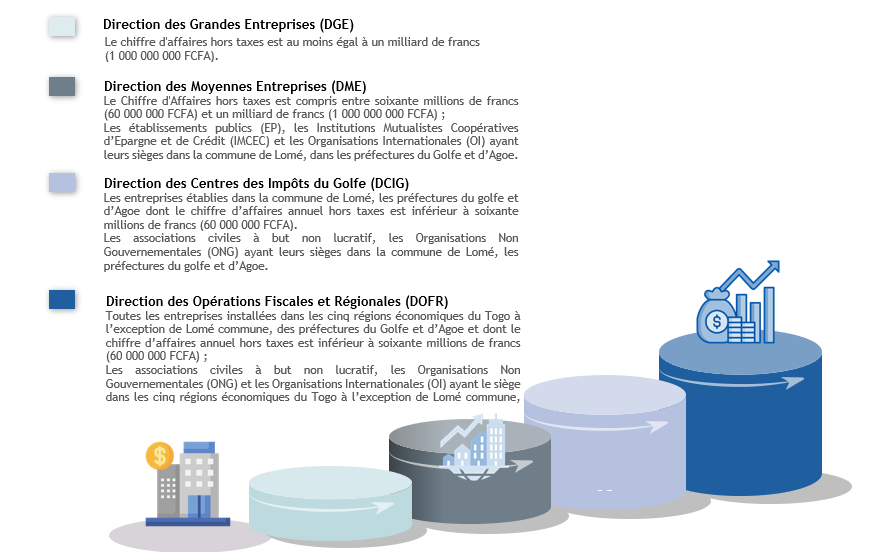 Direction des Grandes Entreprises (DGE)
Le chiffre d'affaires hors taxes est au moins égal à un milliard de francs
(1 000 000 000 FCFA).
Direction des Moyennes Entreprises (DME)
Le Chiffre d'Affaires hors taxes est compris entre soixante millions de francs
(60 000 000 FCFA) et un milliard de francs (1 000 000 000 FCFA) ;
Les établissements publics (EP), les Institutions Mutualistes Coopératives
d'Epargne et de Crédit (IMCEC) et les Organisations Internationales (OI) ayant
leurs sièges dans la commune de Lomé, dans les préfectures du Golfe et d'Agoe.
Direction des Centres des Impôts du Golfe (DCIG)
Les entreprises établies dans la commune de Lomé, les préfectures du golfe et
d'Agoe dont le chiffre d'affaires annuel hors taxes est inférieur à soixante
millions de francs (60 000 000 FCFA).
Les associations civiles à but non lucratif, les Organisations Non
Gouvernementales (ONG) ayant leurs sièges dans la commune de Lomé, les
préfectures du golfe et d'Agoe.
Direction des Opérations Fiscales et Régionales (DOFR)
Toutes les entreprises installées dans les cinq régions économiques du Togo à
l'exception de Lomé commune, des préfectures du Golfe et d'Agoe et dont le
chiffre d'affaires annuel hors taxes est inférieur à soixante millions de francs
(60 000 000 FCFA) ;
Les associations civiles à but non lucratif, les Organisations Non
Gouvernementales (ONG) et les Organisations Internationales (OI) ayant le siège
dans les cinq régions économiques du Togo à l'exception de Lomé commune,
$
$